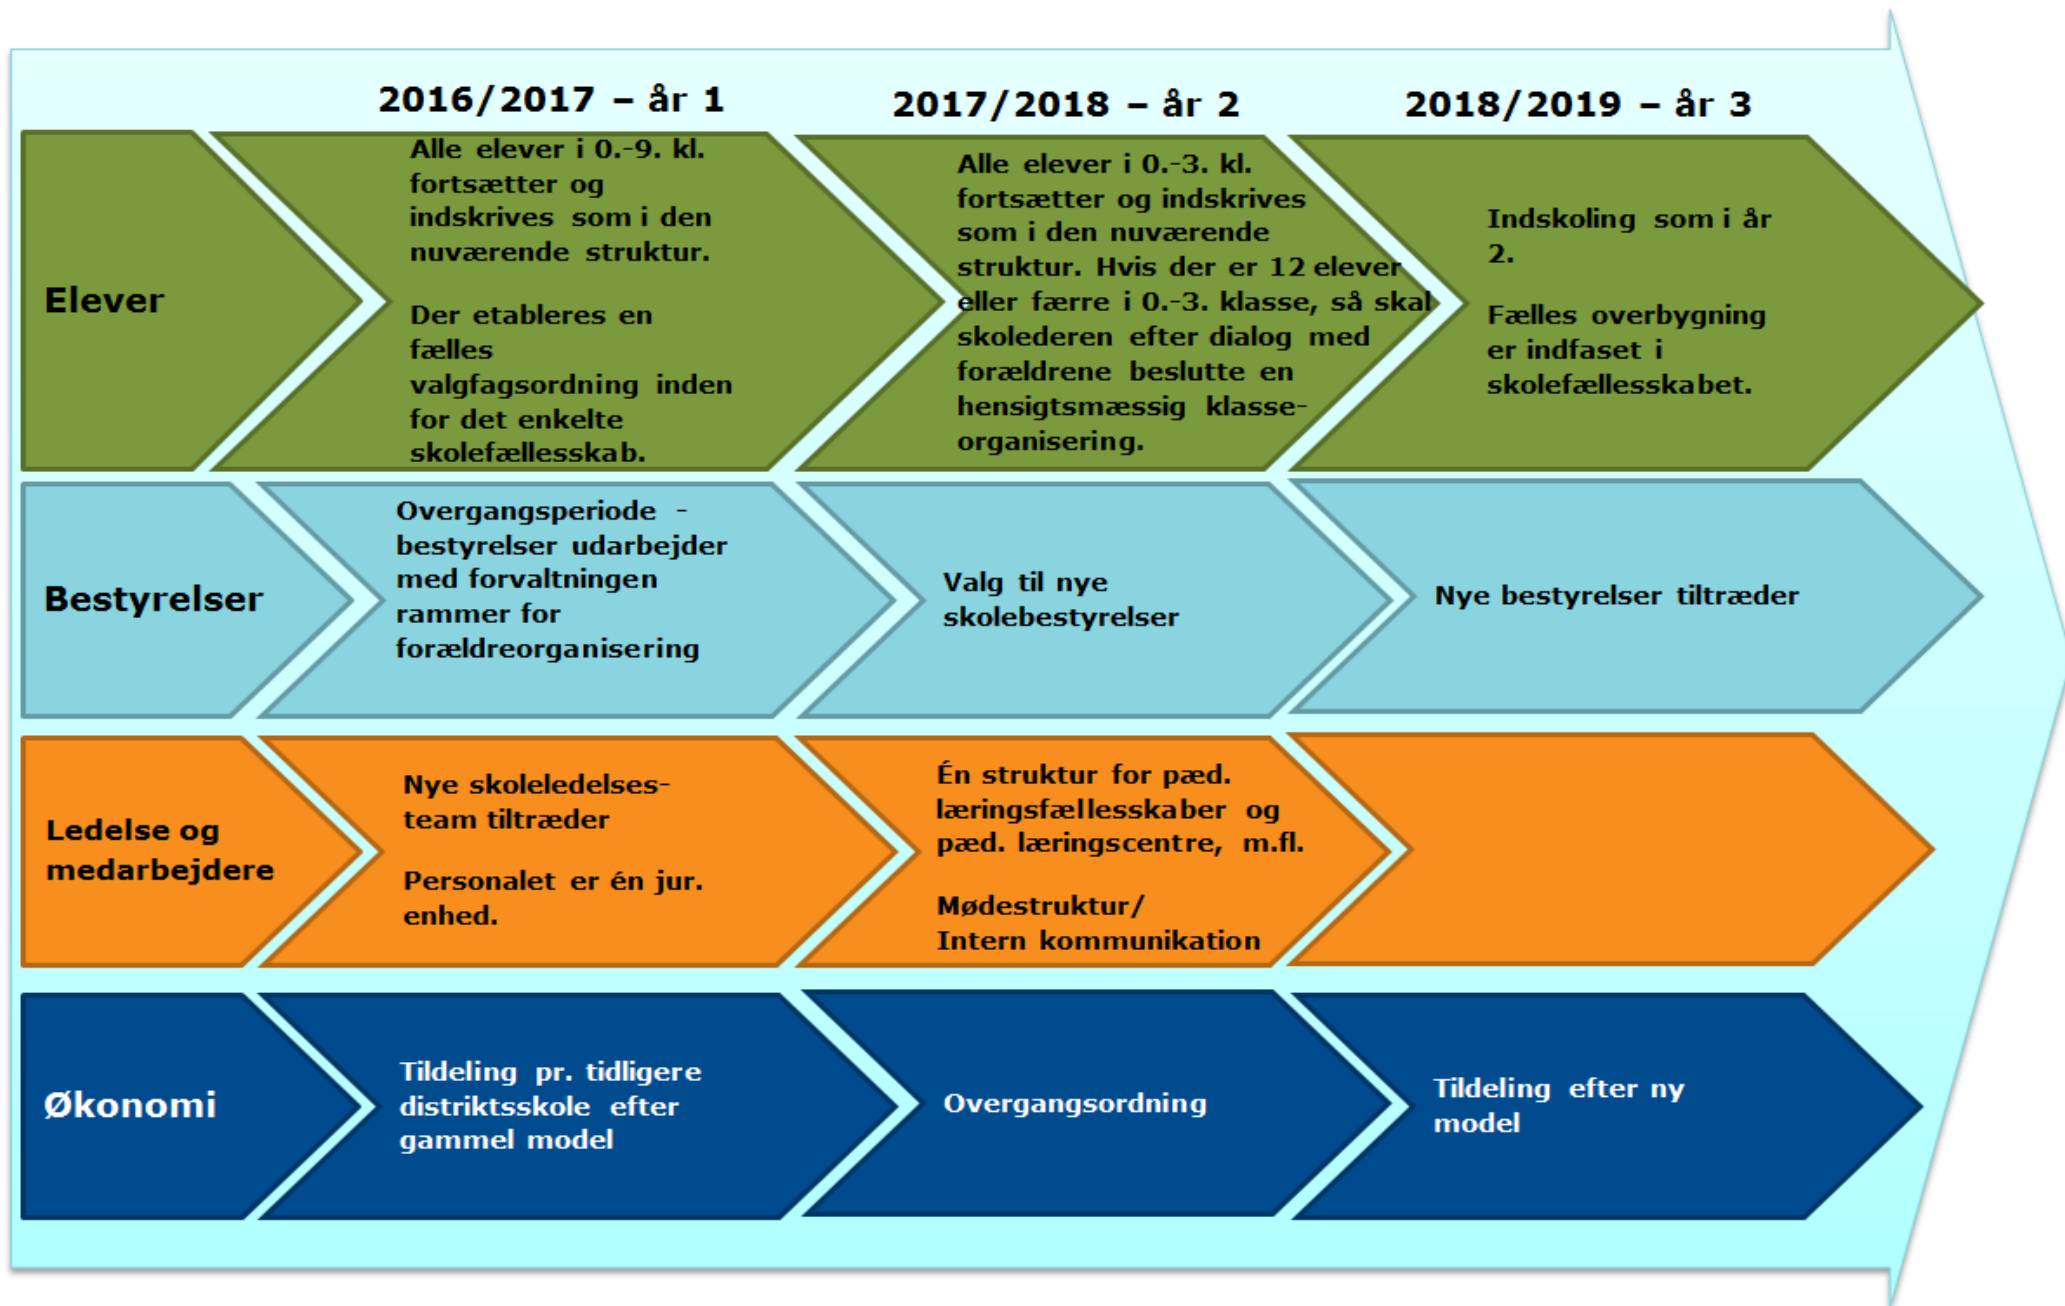 2016/2017 – år 1
2017/2018 – år 2
2018/2019 – år 3
Elever
Alle elever i 0.-9. kl.
fortsætter og
indskrives som i den
nuværende struktur.
Der etableres en
fælles
valgfagsordning inden
for det enkelte
skolefællesskab.
Alle elever i 0.-3. kl.
fortsætter og indskrives
som i den nuværende
struktur. Hvis der er 12 elever
eller færre i 0.-3. klasse, så skal
skolederen efter dialog med
forældrene beslutte en
hensigtsmæssig klasse-
organisering.
Indskoling som i år
2.
Fælles overbygning
er indfaset i
skolefællesskabet.
Bestyrelser
Overgangsperiode -
bestyrelser udarbejder
med forvaltningen
rammer for
forældreorganisering
Valg til nye
skolebestyrelser
Nye bestyrelser tiltræder
Ledelse og
medarbejdere
Nye skoleledelses-
team tiltræder
Personalet er én jur.
enhed.
Én struktur for pæd.
læringsfællesskaber og
pæd. læringscentre, m.fl.
Mødestruktur/
Intern kommunikation
Økonomi
Tildeling pr. tidligere
distriktsskole efter
gammel model
Overgangsordning
Tildeling efter ny
model